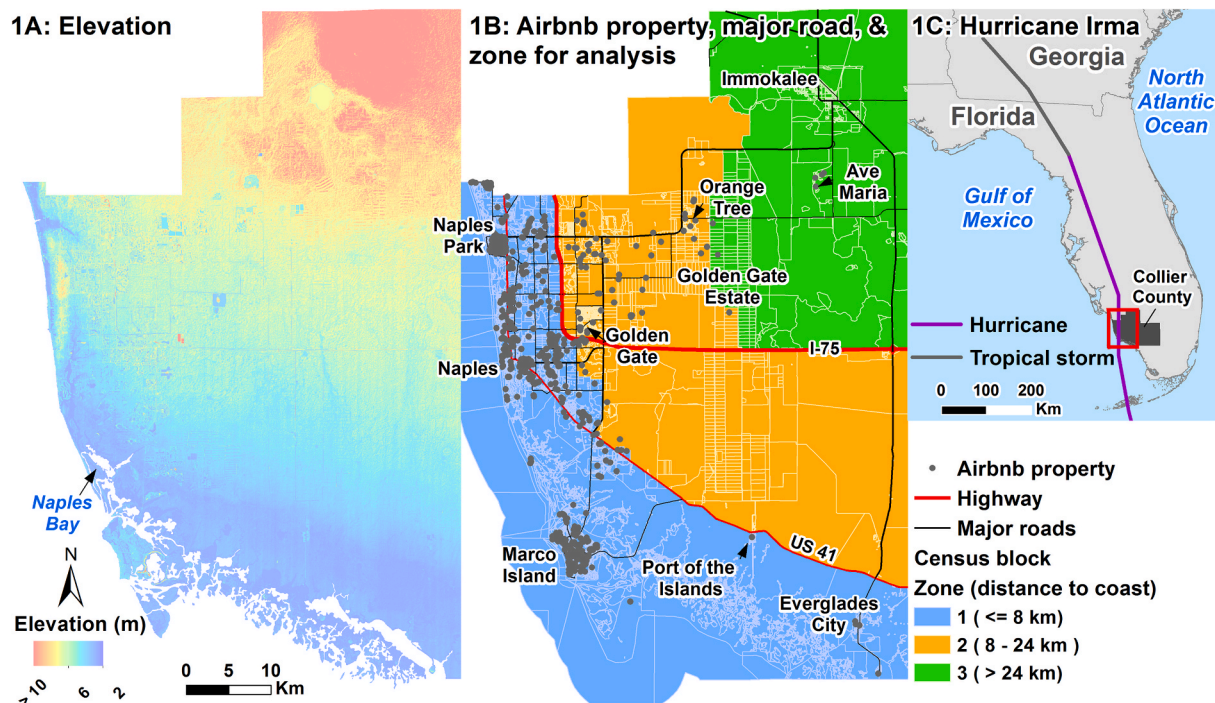 1A: Elevation
Naples
Bay
N
Elevation (m)
> 10
6
2
0
5
10
Km
1B: Airbnb property, major road, &
zone for analysis
Immokalee
Ave
Maria
Orange
Tree
Naples
Park
Golden Gate
Estate
Golden
Gate
I-75
Naples
US 41
Marco
Island
Port of the
Islands
Everglades
City
1C: Hurricane Irma
Georgia
North
Atlantic
Ocean
Florida
Gulf of
Mexico
Collier
County
Hurricane
Tropical storm
0 100 200
Km
Airbnb property
Highway
Major roads
Census block
Zone (distance to coast)
1 ( <= 8 km)
2 ( 8 - 24 km )
3 ( > 24 km)